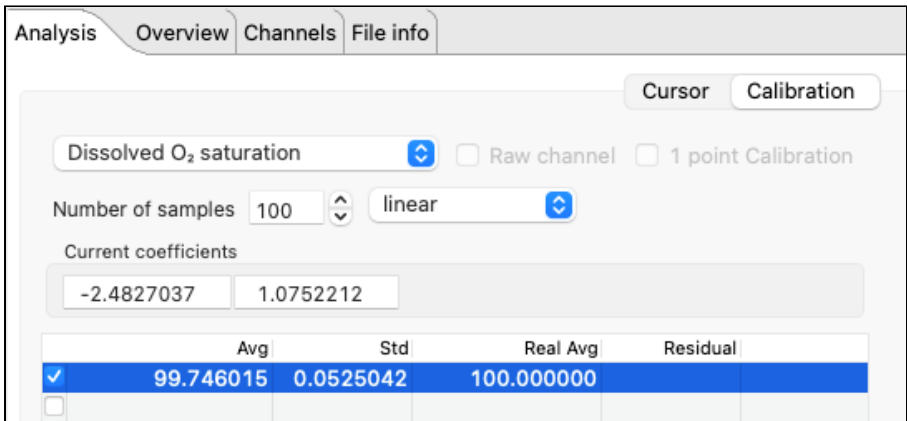 Analysis Overview Channels File info
Cursor Calibration
Dissolved O₂ saturation Raw channel 1 point Calibration
Number of samples 100 linear
Current coefficients
-2.4827037 1.0752212
Avg Std Real Avg Residual
99.746015 0.0525042 100.000000